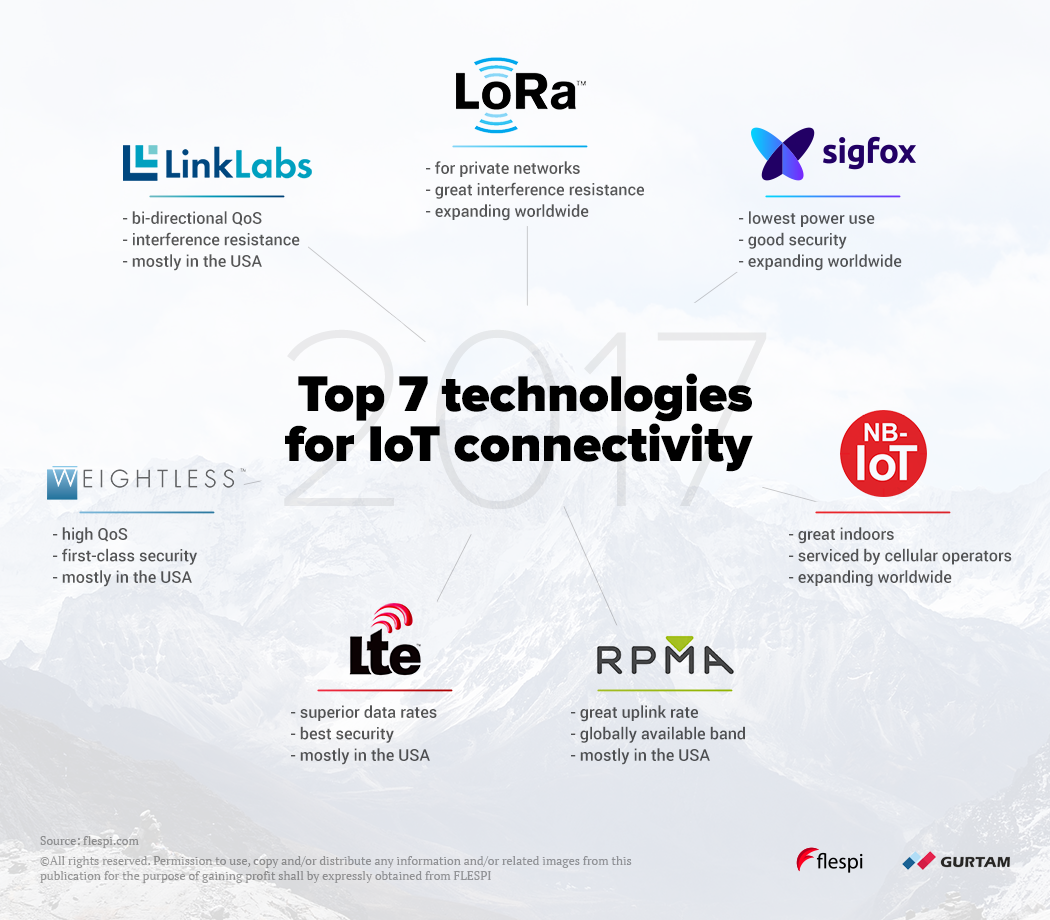 LoRa™
- for private networks
- great interference resistance
- expanding worldwide
LinkLabs
- bi-directional QoS
- interference resistance
- mostly in the USA
sigfox
- lowest power use
- good security
- expanding worldwide
2017
Top 7 technologies
for IoT connectivity
WEIGHTLESS™
- high QoS
- first-class security
- mostly in the USA
NB-
IoT
- great indoors
- serviced by cellular operators
- expanding worldwide
Lte™
- superior data rates
- best security
- mostly in the USA
RPMA
- great uplink rate
- globally available band
- mostly in the USA
Source: flespi.com
©All rights reserved. Permission to use, copy and/or distribute any information and/or related images from this
publication for the purpose of gaining profit shall by expressly obtained from FLESPI
flespi
GURTAM